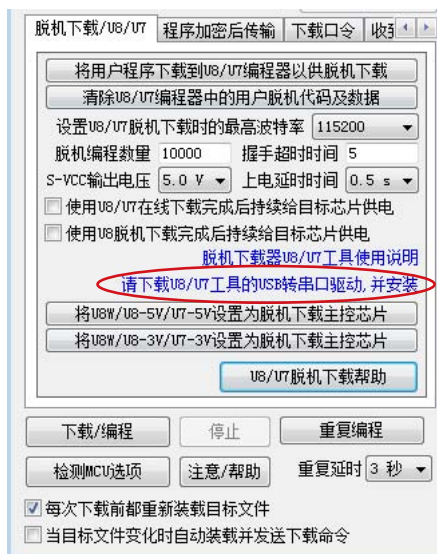 脱机下载/U8/U7 程序加密后传输 下载口令
将用户程序下载到U8/U7编程器以供脱机下载
清除U8/U7编程器中的用户脱机代码及数据
设置U8/U7脱机下载时的最高波特率 115200
脱机编程数量 10000 握手超时时间 5
S-VCC输出电压 5.0 V 上电延时时间 0.5 s
使用U8/U7在线下载完成后持续给目标芯片供电
使用U8脱机下载完成后持续给目标芯片供电
脱机下载器U8/U7工具使用说明
请下载U8/U7工具的USB转串口驱动,并安装
将U8W/U8-5V/U7-5V设置为脱机下载主控芯片
将U8W/U8-3V/U7-3V设置为脱机下载主控芯片
U8/U7脱机下载帮助
下载/编程 停止 重复编程
检测MCU选项 注意/帮助 重复延时 3 秒
每次下载前都重新装载目标文件
当目标文件变化时自动装载并发送下载命令